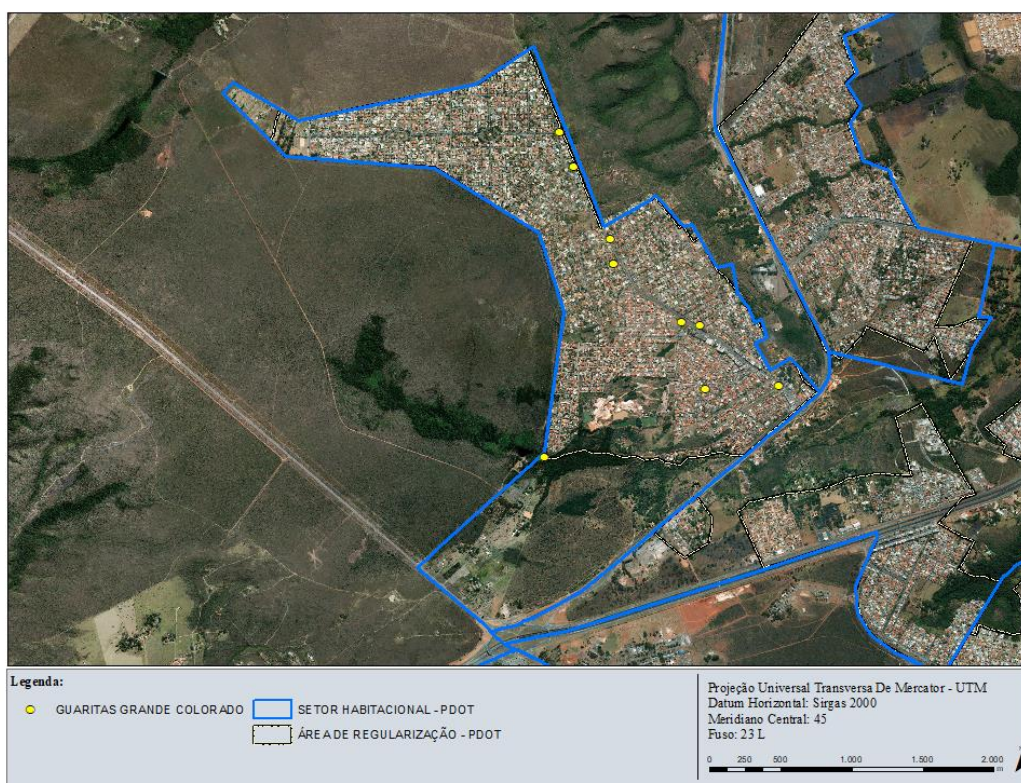 Legenda:
GUARITAS GRANDE COLORADO
SETOR HABITACIONAL - PDOT
ÁREA DE REGULARIZAÇÃO - PDOT
Projeção Universal Transversa De Mercator - UTM
Datum Horizontal: Sirgas 2000
Meridiano Central: 45
Fuso: 23 L
0 250 500 1.000 1.500 2.000
m